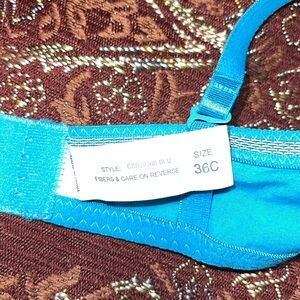 STYLE:
FIBERS & CARE ON REVERSE
SIZE
36C